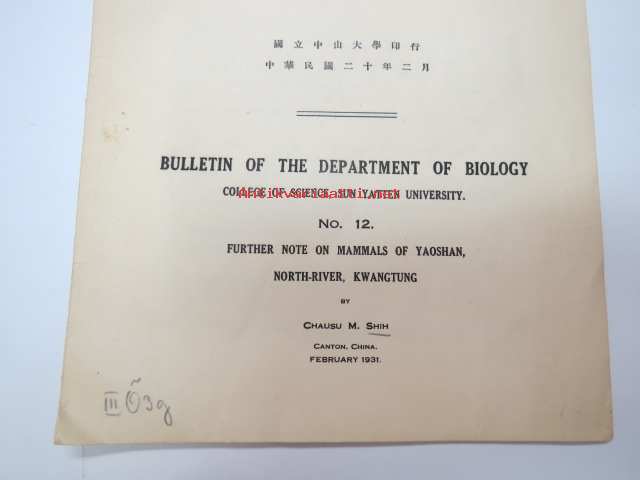 國立中山大學印行
中華民國二十年二月
BULLETIN OF THE DEPARTMENT OF BIOLOGY
COLLEGE OF SCIENCE, SUN YATSEN UNIVERSITY.
No. 12.
FURTHER NOTE ON MAMMALS OF YAOSHAN,
NORTH-RIVER, KWANGTUNG
BY
CHAUSU M. SHIH
CANTON, CHINA.
FEBRUARY 1931.
III